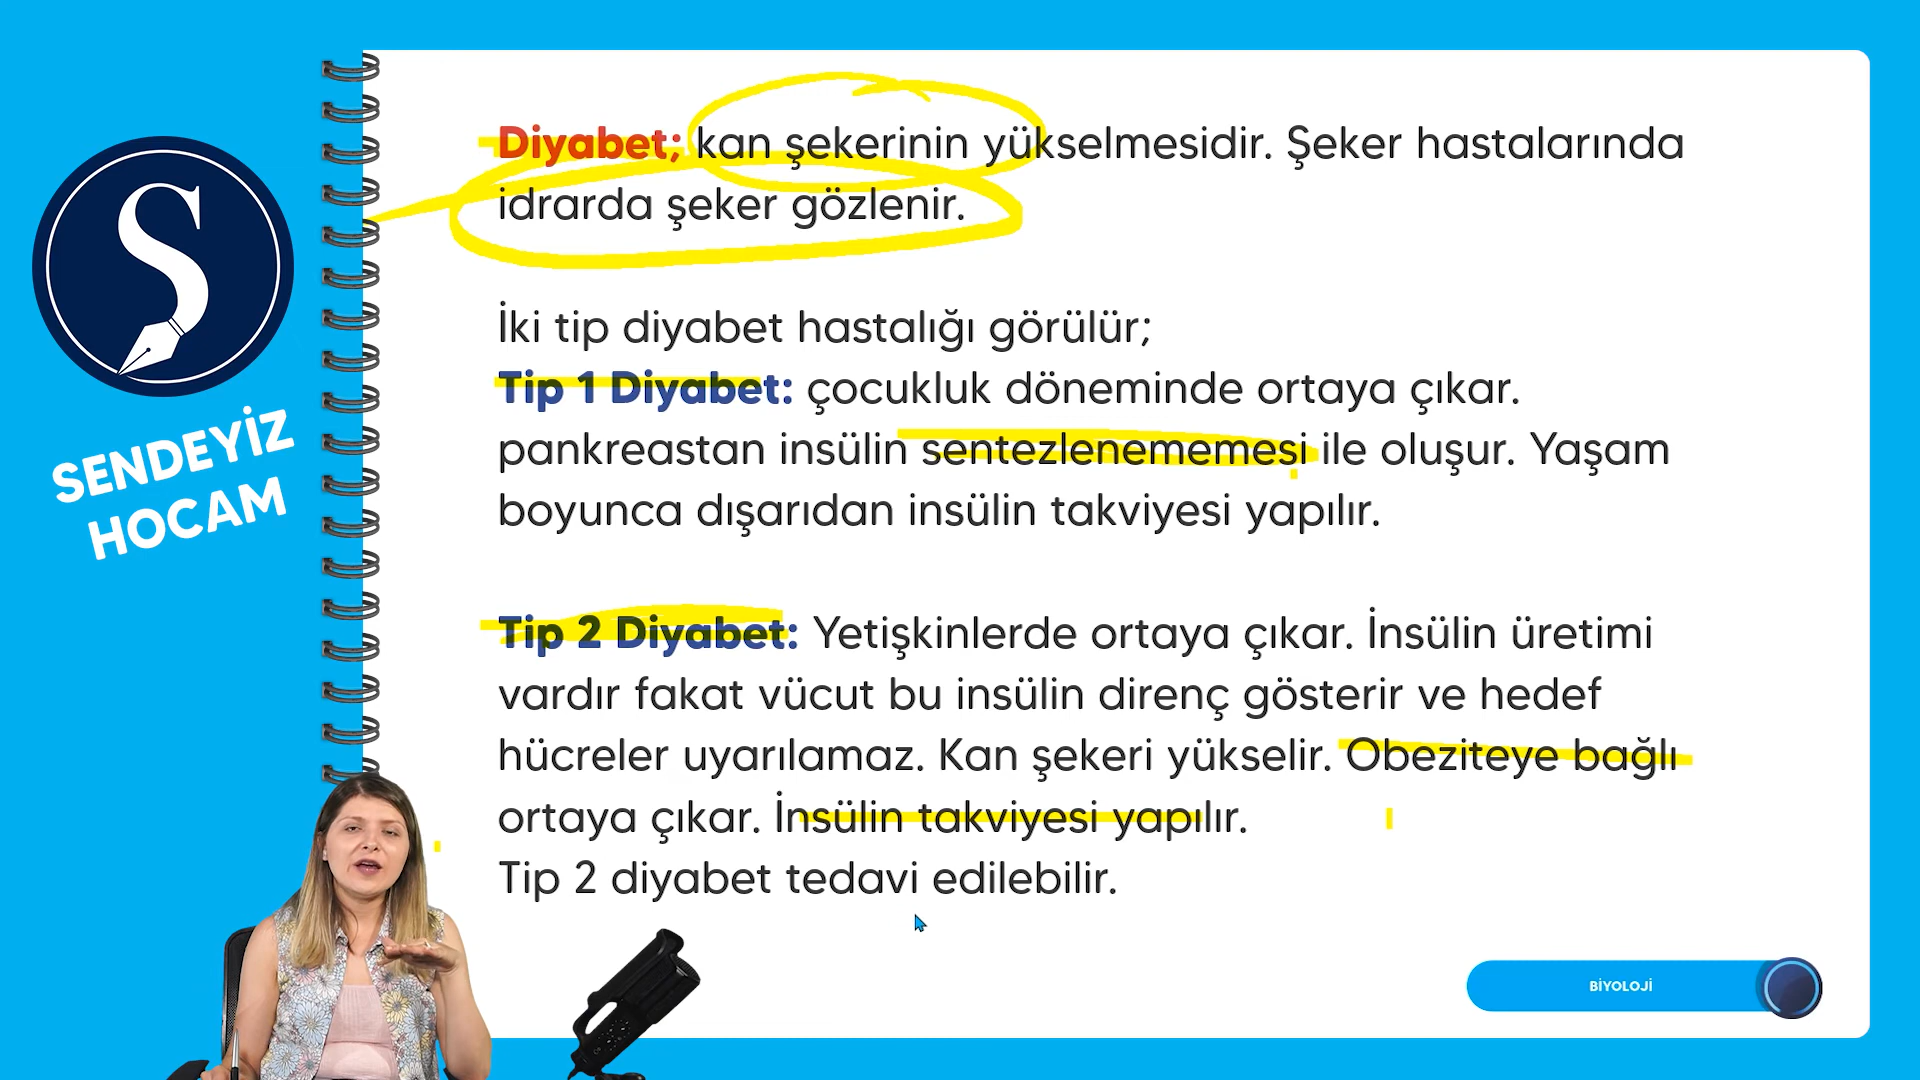 Diyabet; kan şekerinin yükselmesidir. Şeker hastalarında
idrarda şeker gözlenir.
İki tip diyabet hastalığı görülür;
Tip 1 Diyabet: çocukluk döneminde ortaya çıkar.
pankreastan insülin sentezlenememesi ile oluşur. Yaşam
boyunca dışarıdan insülin takviyesi yapılır.
Tip 2 Diyabet: Yetişkinlerde ortaya çıkar. İnsülin üretimi
vardır fakat vücut bu insülin direnç gösterir ve hedef
hücreler uyarılamaz. Kan şekeri yükselir. Obeziteye bağlı
ortaya çıkar. İnsülin takviyesi yapılır.
Tip 2 diyabet tedavi edilebilir.
S
SENDEYİZ
HOCAM
BİYOLOJİ